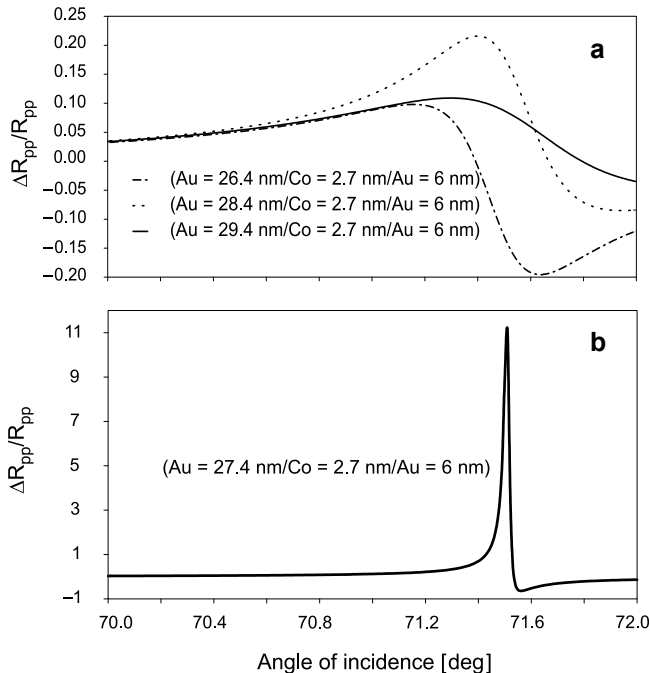 0.25
0.20
0.15
0.10
0.05
0.00
−0.05
−0.10
−0.15
−0.20
ΔRpp/Rpp
a
(Au = 26.4 nm/Co = 2.7 nm/Au = 6 nm)
(Au = 28.4 nm/Co = 2.7 nm/Au = 6 nm)
(Au = 29.4 nm/Co = 2.7 nm/Au = 6 nm)
11
9
7
5
3
1
−1
ΔRpp/Rpp
b
(Au = 27.4 nm/Co = 2.7 nm/Au = 6 nm)
70.0 70.4 70.8 71.2 71.6 72.0
Angle of incidence [deg]